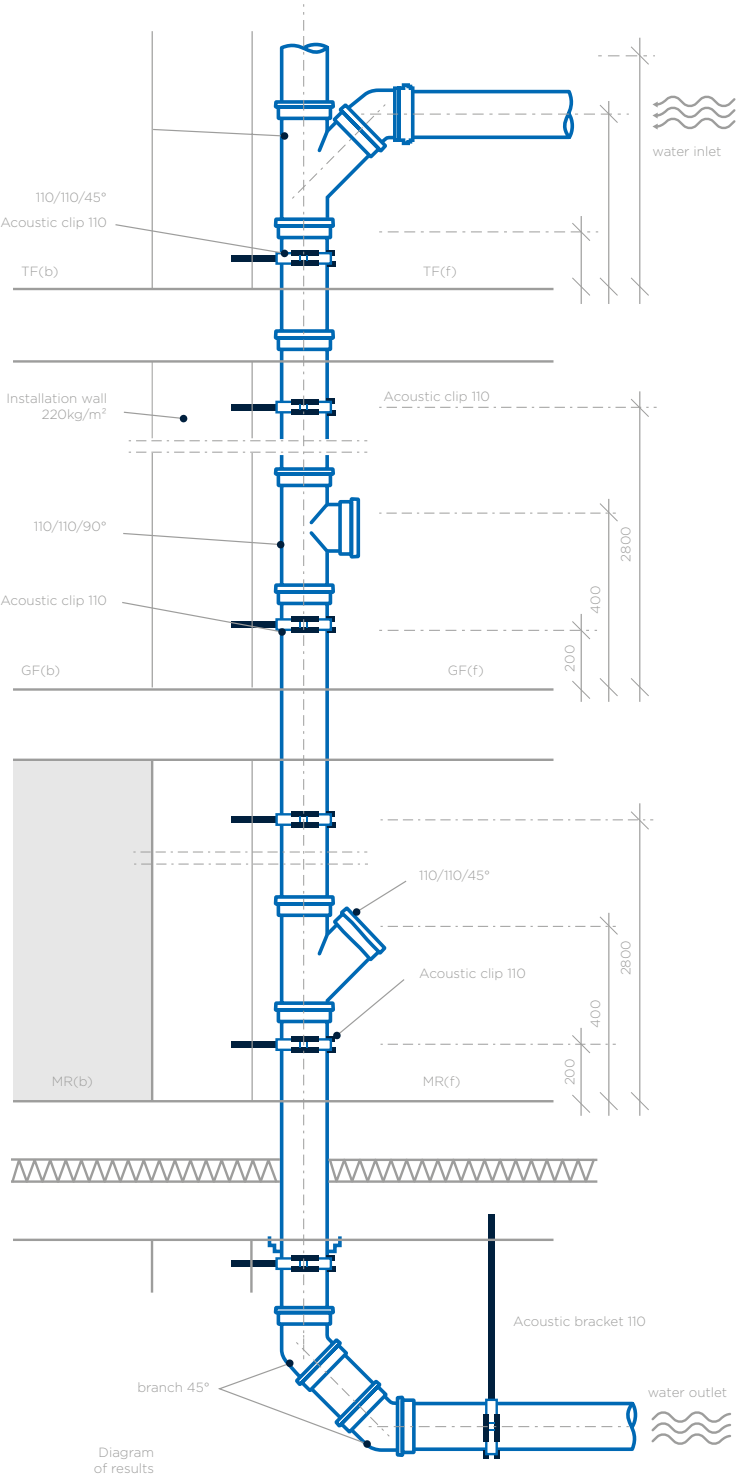 water inlet
110/110/45°
Acoustic clip 110
TF(b)
TF(f)
Installation wall
220kg/m²
Acoustic clip 110
110/110/90°
2800
400
Acoustic clip 110
200
GF(b)
GF(f)
110/110/45°
2800
Acoustic clip 110
400
200
MR(b)
MR(f)
Acoustic bracket 110
branch 45°
water outlet
Diagram
of results